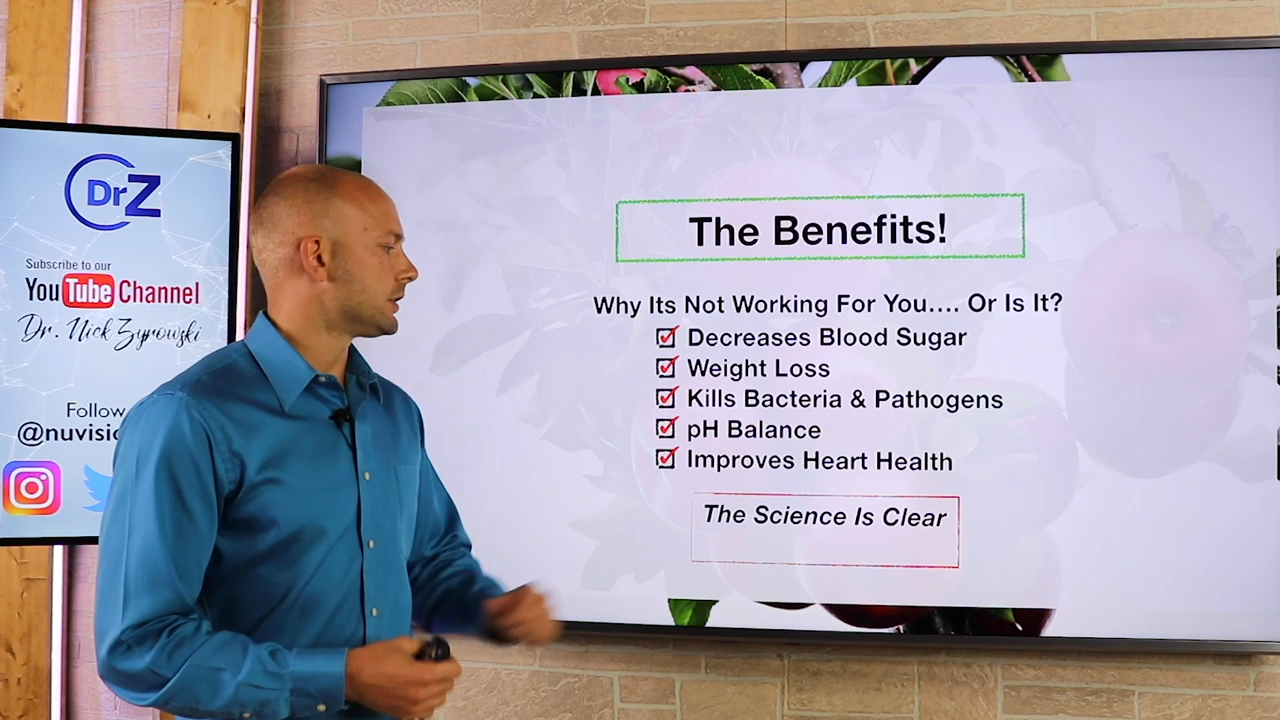 DrZ
Subscribe to our
YouTube Channel
Dr. Nick Zyrowski
Follow
The Benefits!
Why Its Not Working For You.... Or Is It?
Decreases Blood Sugar
Weight Loss
Kills Bacteria & Pathogens
pH Balance
Improves Heart Health
The Science Is Clear